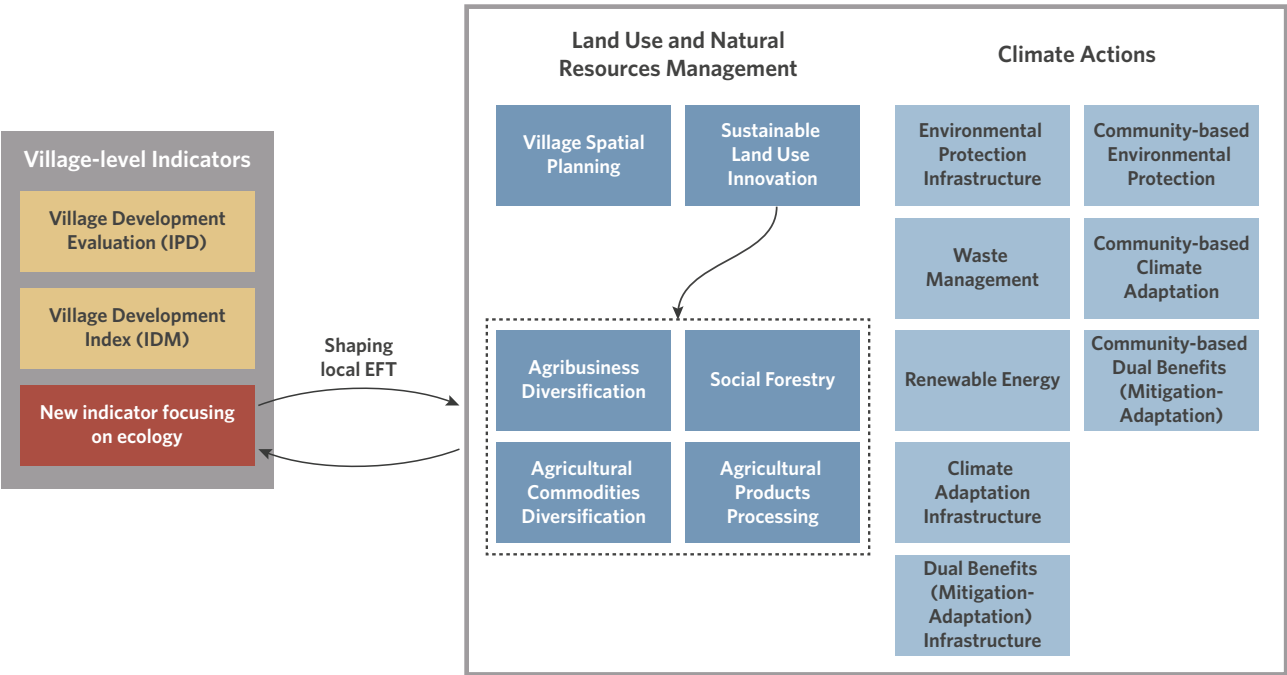 Village-level Indicators
Village Development
Evaluation (IPD)
Village Development
Index (IDM)
New indicator focusing
on ecology
Shaping
local EFT
Land Use and Natural
Resources Management
Village Spatial
Planning
Sustainable
Land Use
Innovation
Agribusiness
Diversification
Social Forestry
Agricultural
Commodities
Diversification
Agricultural
Products
Processing
Climate Actions
Environmental
Protection
Infrastructure
Community-based
Environmental
Protection
Waste
Management
Community-based
Climate
Adaptation
Renewable Energy
Community-based
Dual Benefits
(Mitigation-
Adaptation)
Climate
Adaptation
Infrastructure
Dual Benefits
(Mitigation-
Adaptation)
Infrastructure